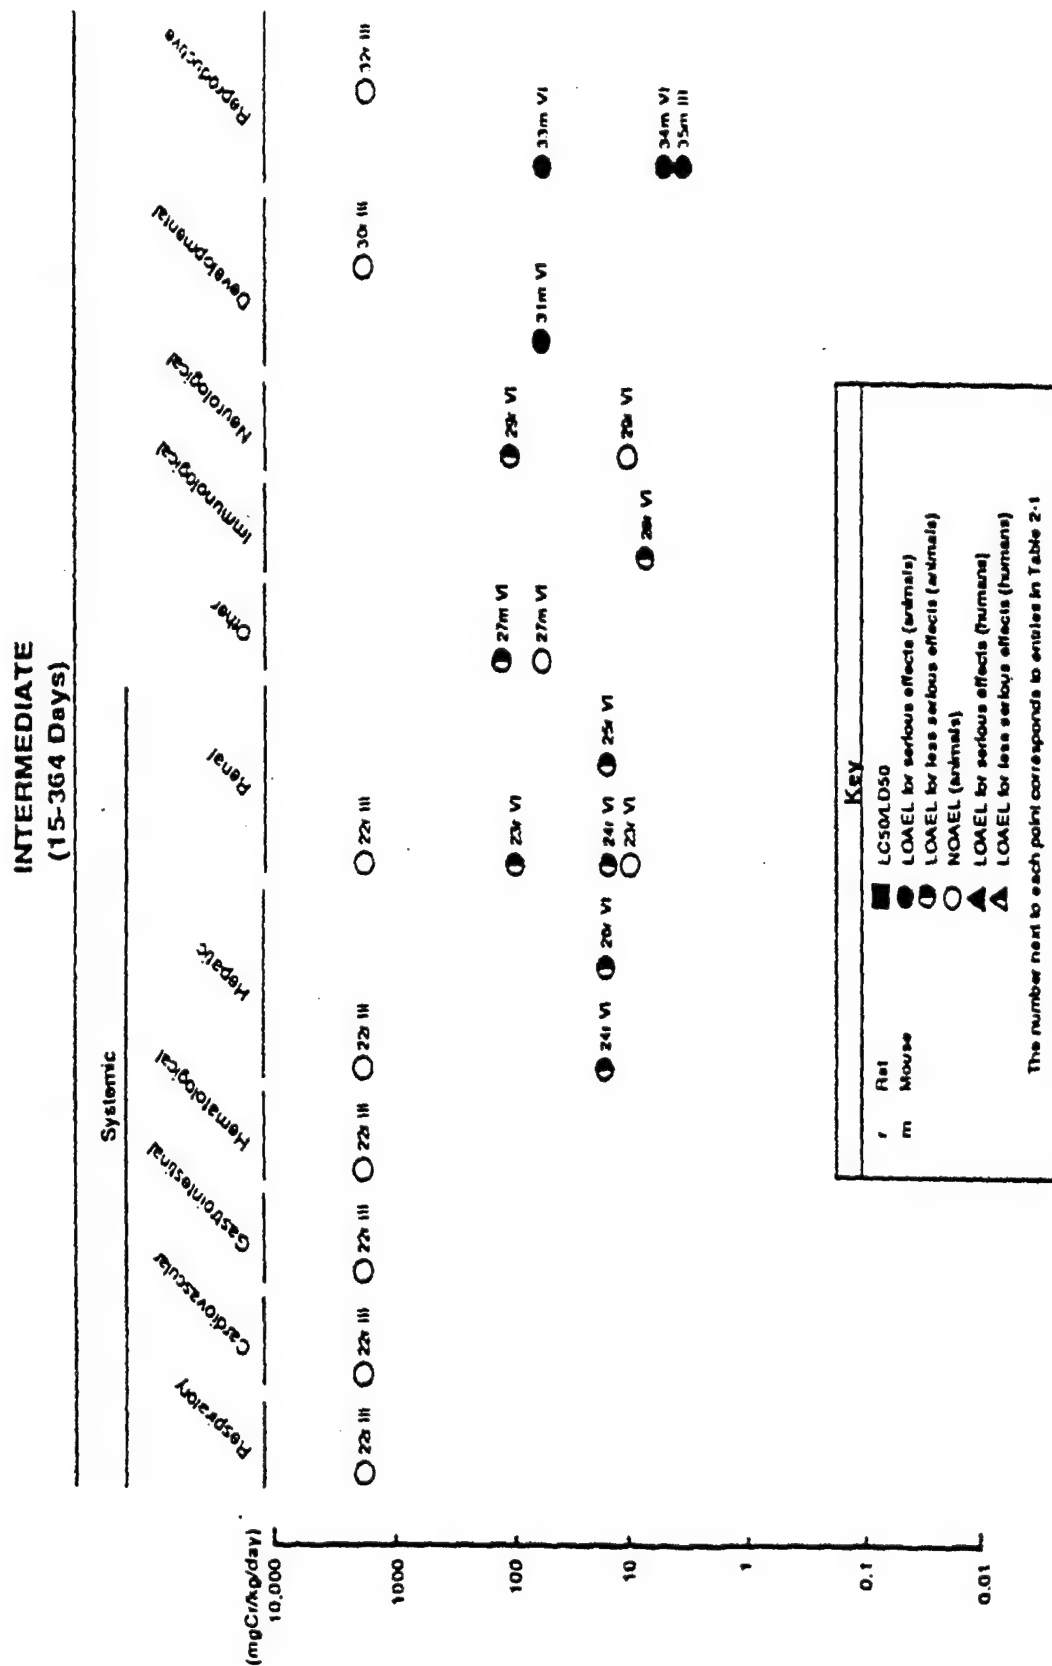 INTERMEDIATE
(15-364 Days)
Systemic
Respiratory
Cardiovascular
Gastrointestinal
Hematological
Hepatic
Renal
Other
Immunological
Neurological
Developmental
Reproductive
(mgCr/kg/day)
10,000
1000
100
10
1
0.1
0.01
22r III
22r III
22r III
22r III
22r III
22r III
30r III
32r III
23r VI
27m VI
29r VI
27m VI
31m VI
33m VI
24r VI
26r VI
24r VI
25r VI
23r VI
28r VI
29r VI
34m VI
35m III
Key
r Rat
m Mouse
LC50/LD50
LOAEL for serious effects (animals)
LOAEL for less serious effects (animals)
NOAEL (animals)
LOAEL for serious effects (humans)
LOAEL for less serious effects (humans)
The number next to each point corresponds to entries in Table 2-1